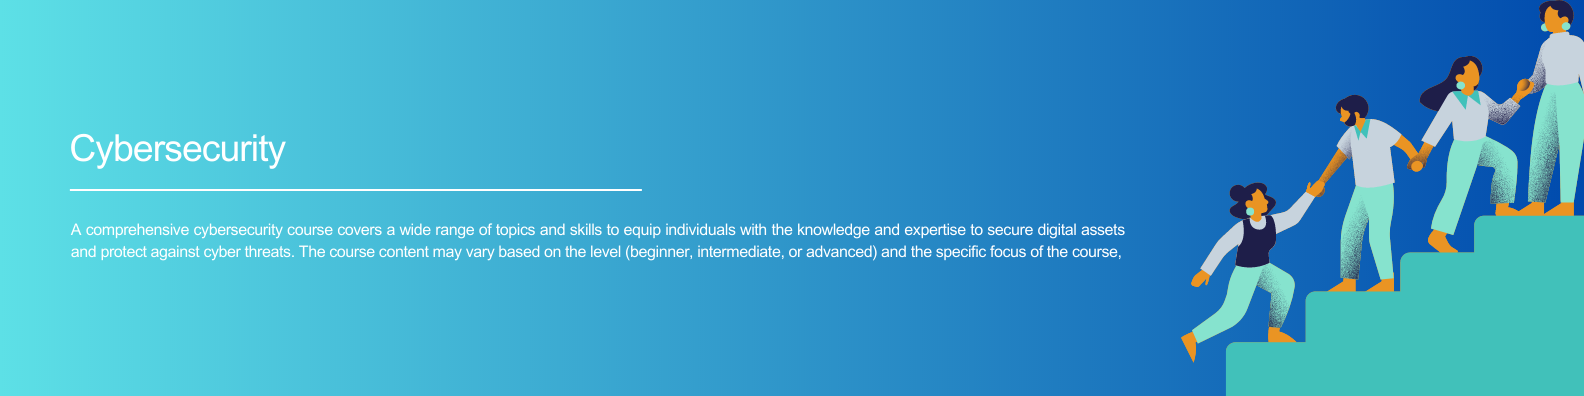 Cybersecurity
A comprehensive cybersecurity course covers a wide range of topics and skills to equip individuals with the knowledge and expertise to secure digital assets
and protect against cyber threats. The course content may vary based on the level (beginner, intermediate, or advanced) and the specific focus of the course,